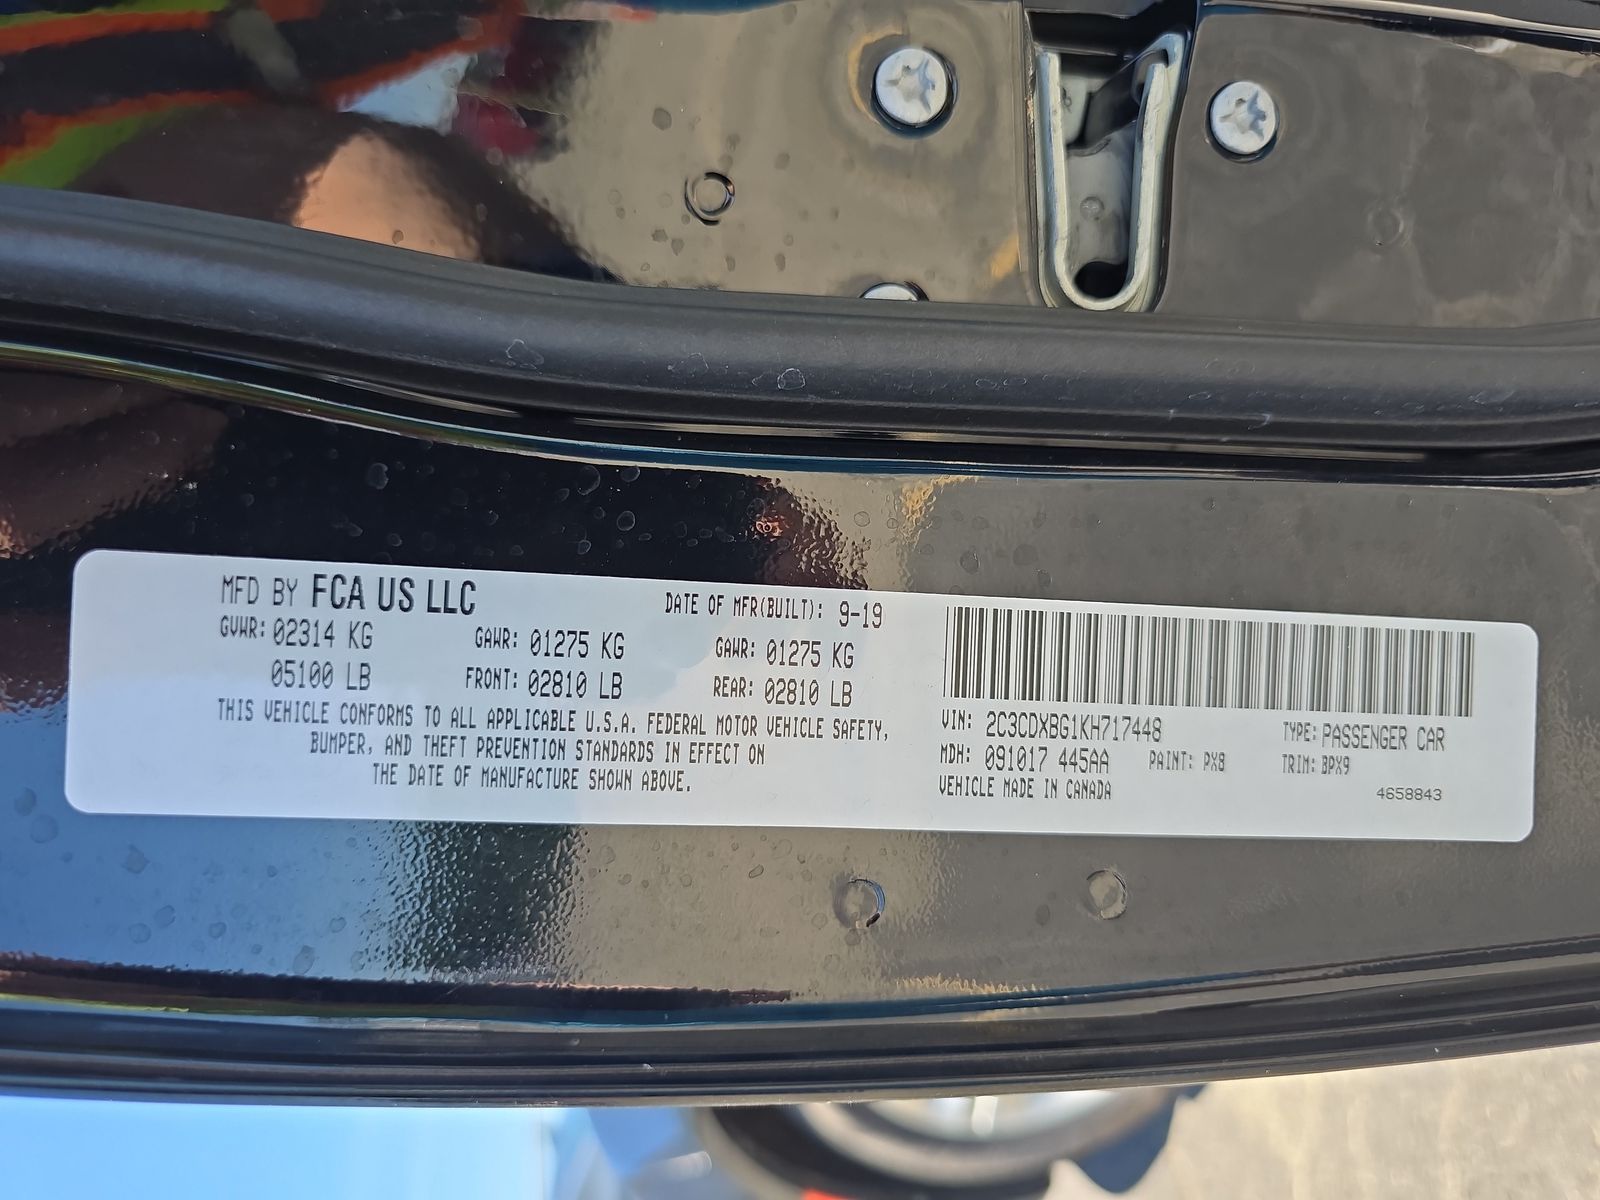 MFD BY FCA US LLC
DATE OF MFR(BUILT): 9-19
GVWR: 02314 KG GAWR: 01275 KG GAWR: 01275 KG
05100 LB FRONT: 02810 LB REAR: 02810 LB
THIS VEHICLE CONFORMS TO ALL APPLICABLE U.S.A. FEDERAL MOTOR VEHICLE SAFETY,
BUMPER, AND THEFT PREVENTION STANDARDS IN EFFECT ON
THE DATE OF MANUFACTURE SHOWN ABOVE.
VIN: 2C3CDXBG1KH717448 TYPE: PASSENGER CAR
MDH: 091017 445AA PAINT: PX8 TRIM: BPX9
VEHICLE MADE IN CANADA
4658843